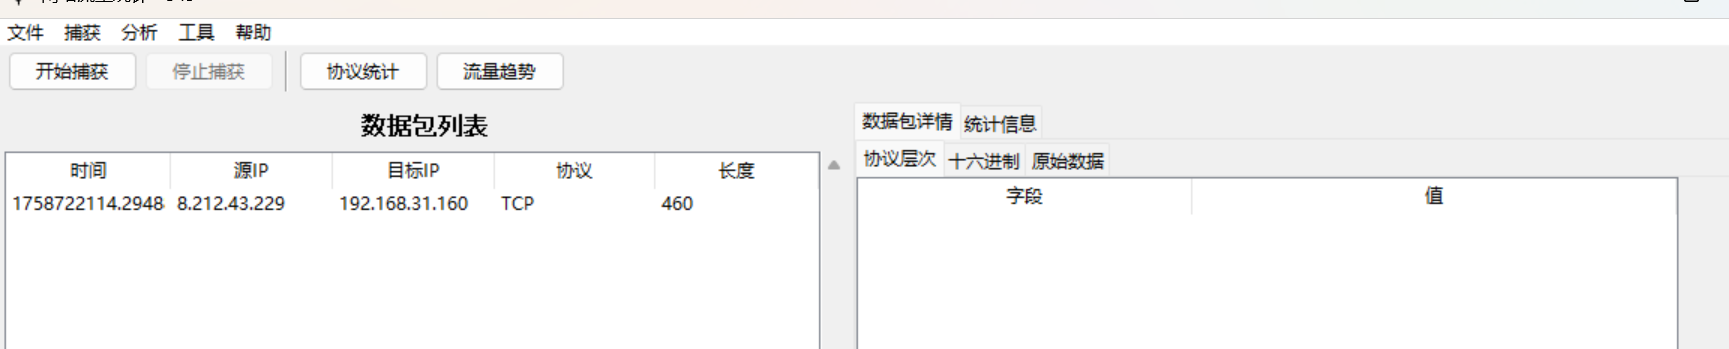 文件 捕获 分析 工具 帮助
开始捕获 停止捕获 协议统计 流量趋势
数据包列表
时间 源IP 目标IP 协议 长度
1758722114.2948 8.212.43.229 192.168.31.160 TCP 460
数据包详情 统计信息
协议层次 十六进制 原始数据
字段 值